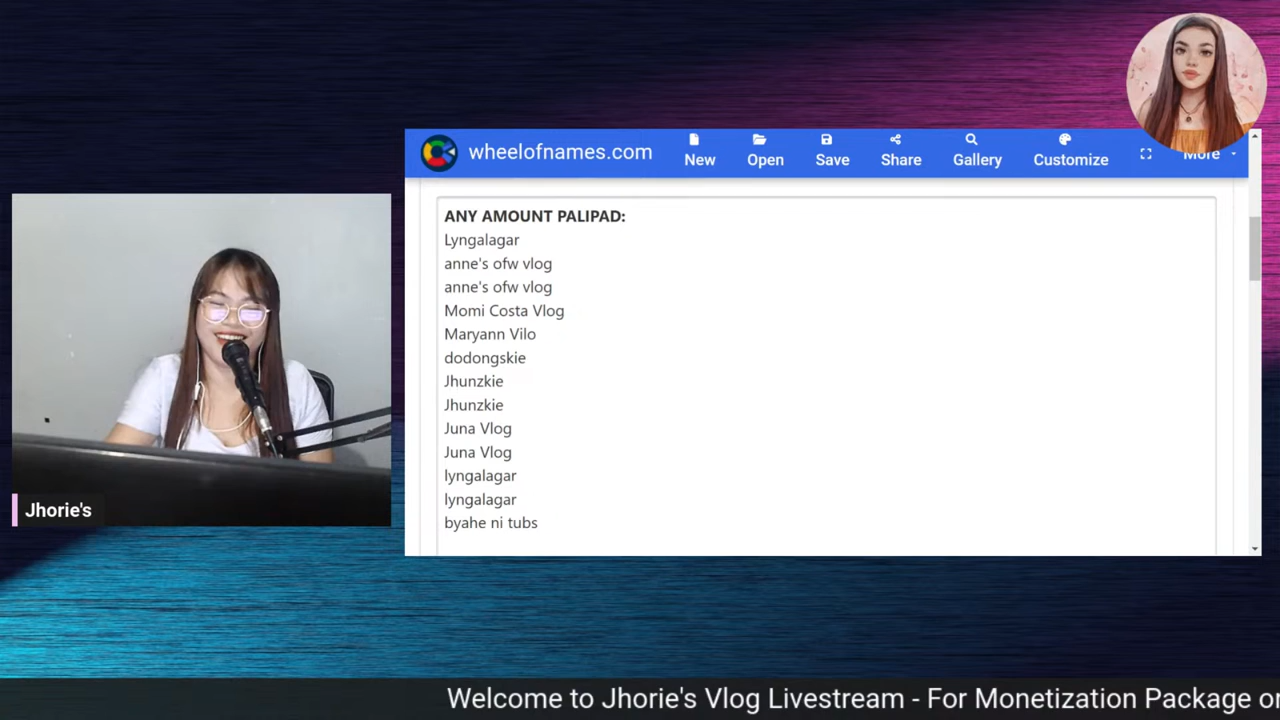 wheelofnames.com
New
Open
Save
Share
Gallery
Customize
More
ANY AMOUNT PALIPAD:
Lyngalagar
anne's ofw vlog
anne's ofw vlog
Momi Costa Vlog
Maryann Vilo
dodongskie
Jhunzkie
Jhunzkie
Juna Vlog
Juna Vlog
lyngalagar
lyngalagar
byahe ni tubs
Jhorie's
Welcome to Jhorie's Vlog Livestream - For Monetization Package